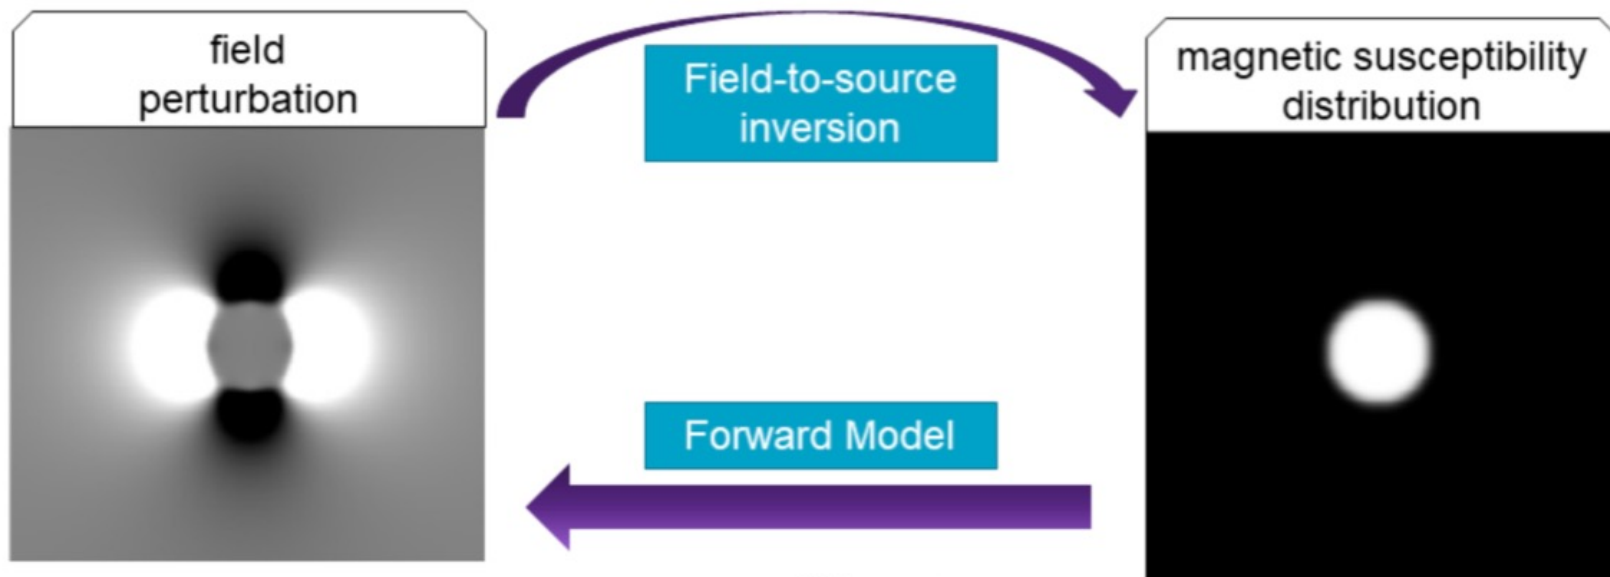 field
perturbation
Field-to-source
inversion
magnetic susceptibility
distribution
Forward Model